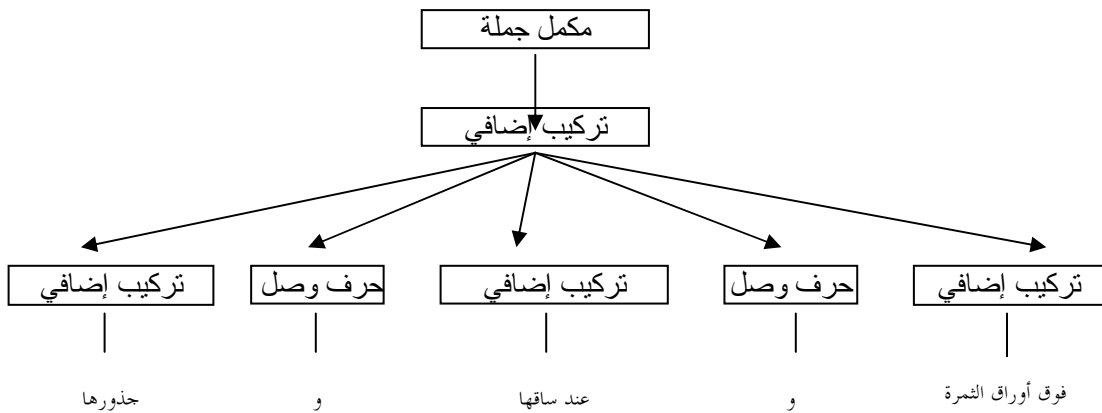 مكمل جملة
تركيب إضافي
تركيب إضافي حرف وصل تركيب إضافي حرف وصل تركيب إضافي
فوق أوراق الثمرة و عند ساقها و جذورها